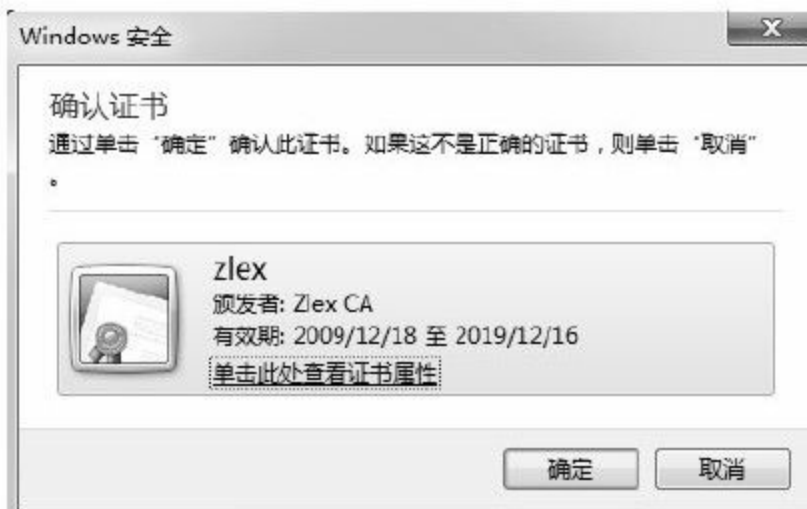 Windows 安全
确认证书
通过单击“确定”确认此证书。如果这不是正确的证书，则单击“取消”
。
zlex
颁发者: Zlex CA
有效期: 2009/12/18 至 2019/12/16
单击此处查看证书属性
确定
取消